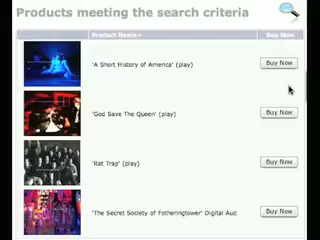 Products meeting the search criteria
Product Name+ Buy Now
'A Short History of America' (play) Buy Now
'God Save The Queen' (play) Buy Now
'Rat Trap' (play) Buy Now
'The Secret Society of Fotheringtower' Digital Aud Buy Now